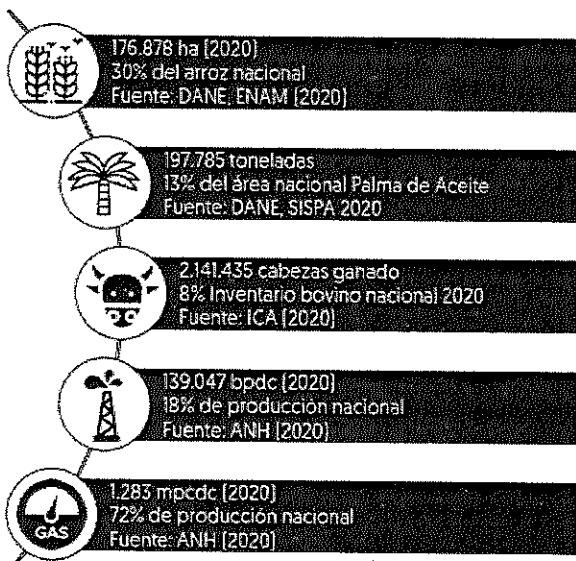 176.878 ha (2020)
30% del arroz nacional
Fuente: DANE, ENAM (2020)
197.785 toneladas
13% del área nacional Palma de Aceite
Fuente: DANE, SISPA 2020
2.141.435 cabezas ganado
8% Inventario bovino nacional 2020
Fuente: ICA (2020)
139.047 bpdc (2020)
18% de producción nacional
Fuente: ANH (2020)
1.283 mpcdc (2020)
72% de producción nacional
GAS
Fuente: ANH (2020)